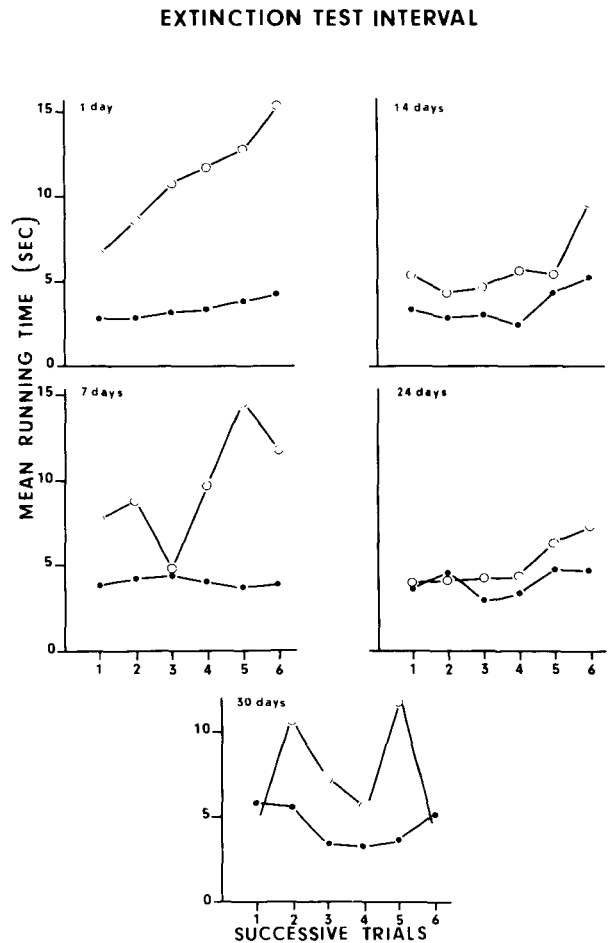 EXTINCTION TEST INTERVAL
MEAN RUNNING TIME (SEC)
1 day
15
10
5
0
14 days
7 days
15
10
5
0
1 2 3 4 5 6
24 days
1 2 3 4 5 6
30 days
10
5
0
1 2 3 4 5 6
SUCCESSIVE TRIALS